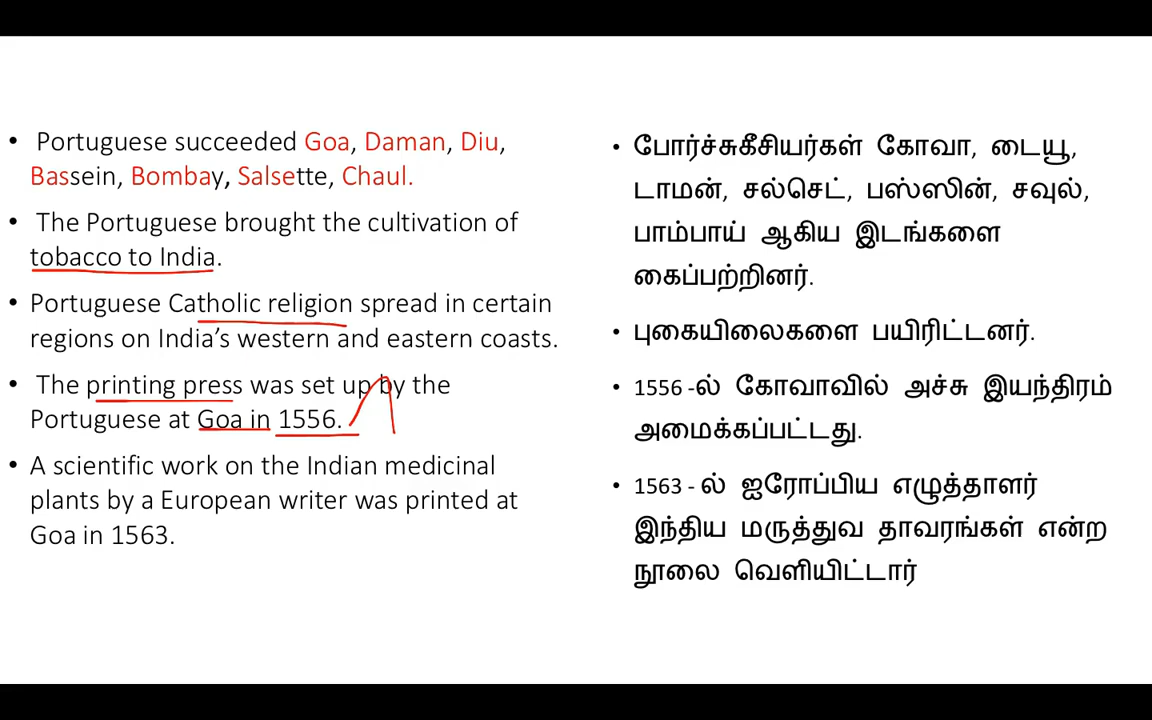 • Portuguese succeeded Goa, Daman, Diu,
Bassein, Bombay, Salsette, Chaul.
• The Portuguese brought the cultivation of
tobacco to India.
• Portuguese Catholic religion spread in certain
regions on India’s western and eastern coasts.
• The printing press was set up by the
Portuguese at Goa in 1556.
• A scientific work on the Indian medicinal
plants by a European writer was printed at
Goa in 1563.
• போர்ச்சுகீசியர்கள் கோவா, டையூ,
டாமன், சல்செட், பஸ்ஸின், சவுல்,
பாம்பாய் ஆகிய இடங்களை
கைப்பற்றினர்.
• புகையிலைகளை பயிரிட்டனர்.
• 1556 -ல் கோவாவில் அச்சு இயந்திரம்
அமைக்கப்பட்டது.
• 1563 - ல் ஐரோப்பிய எழுத்தாளர்
இந்திய மருத்துவ தாவரங்கள் என்ற
நூலை வெளியிட்டார்